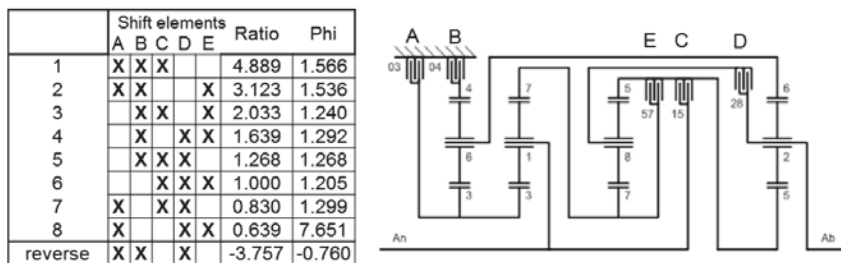 Shift elements
A B C D E Ratio Phi
1 X X X 4.889 1.566
2 X X X 3.123 1.536
3 X X X 2.033 1.240
4 X X X 1.639 1.292
5 X X X 1.268 1.268
6 X X X 1.000 1.205
7 X X X 0.830 1.299
8 X X X 0.639 7.651
reverse X X X -3.757 -0.760
A B E C D
03 04 4 7 5 57 15 28 6
6 1 8 2
3 3 7 5
An Ab